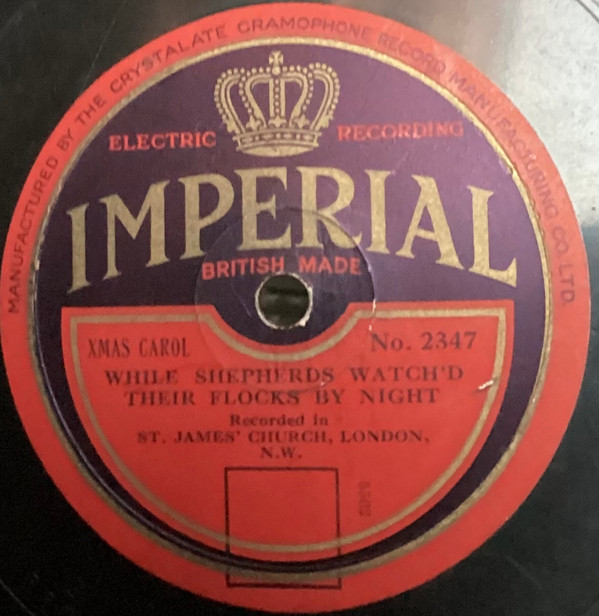 MANUFACTURED BY THE CRYSTALATE GRAMOPHONE RECORD MANUFACTURING CO. LTD.
ELECTRIC RECORDING
IMPERIAL
BRITISH MADE
XMAS CAROL No. 2347
WHILE SHEPHERDS WATCH'D
THEIR FLOCKS BY NIGHT
Recorded in
ST. JAMES' CHURCH, LONDON,
N.W.